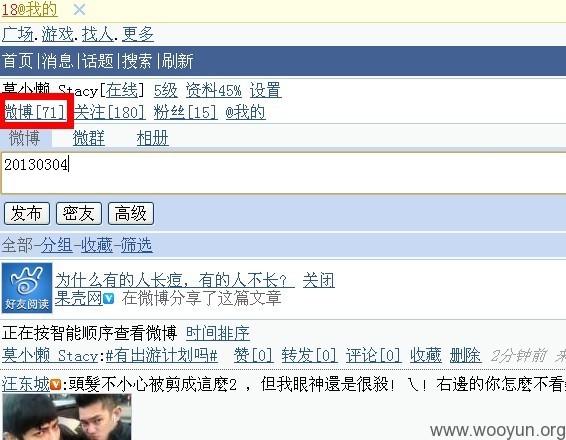 18@我的
广场.游戏.找人.更多
首页|消息|话题|搜索|刷新
莫小懒 Stacy[在线] 5级 资料45% 设置
微博[71] 关注[180] 粉丝[15] @我的
微博 微群 相册
20130304
发布 密友 高级
全部-分组-收藏-筛选
好友阅读
为什么有的人长痘，有的人不长？ 关闭
果壳网 在微博分享了这篇文章
正在按智能顺序查看微博 时间排序
莫小懒 Stacy:#有出游计划吗# 赞[0] 转发[0] 评论[0] 收藏 删除 2分钟前 来
汪东城:頭髮不小心被剪成這麼2 ，但我眼神還是很殺！乀！右邊的你怎麼不看
www.wooyun.org